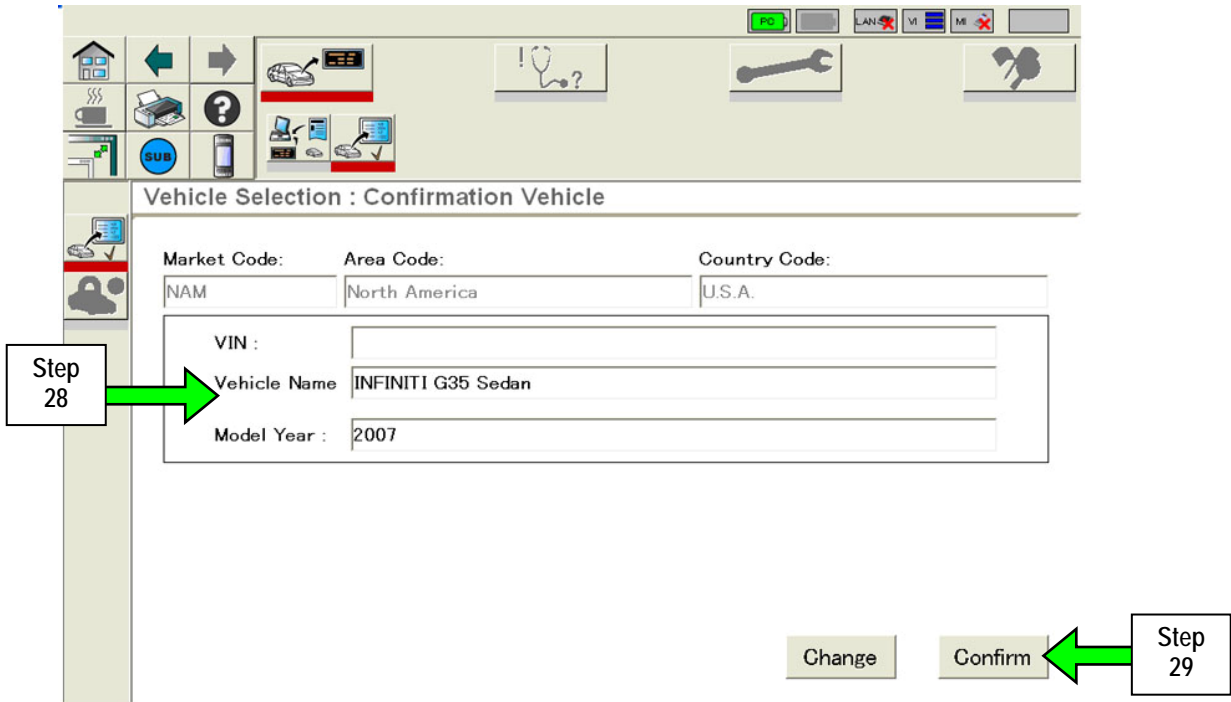 PC LAN VI MI
!
?
?
SUB
Vehicle Selection : Confirmation Vehicle
Market Code: Area Code: Country Code:
NAM North America U.S.A.
VIN :
Step
28
Vehicle Name INFINITI G35 Sedan
Model Year : 2007
Change Confirm
Step
29